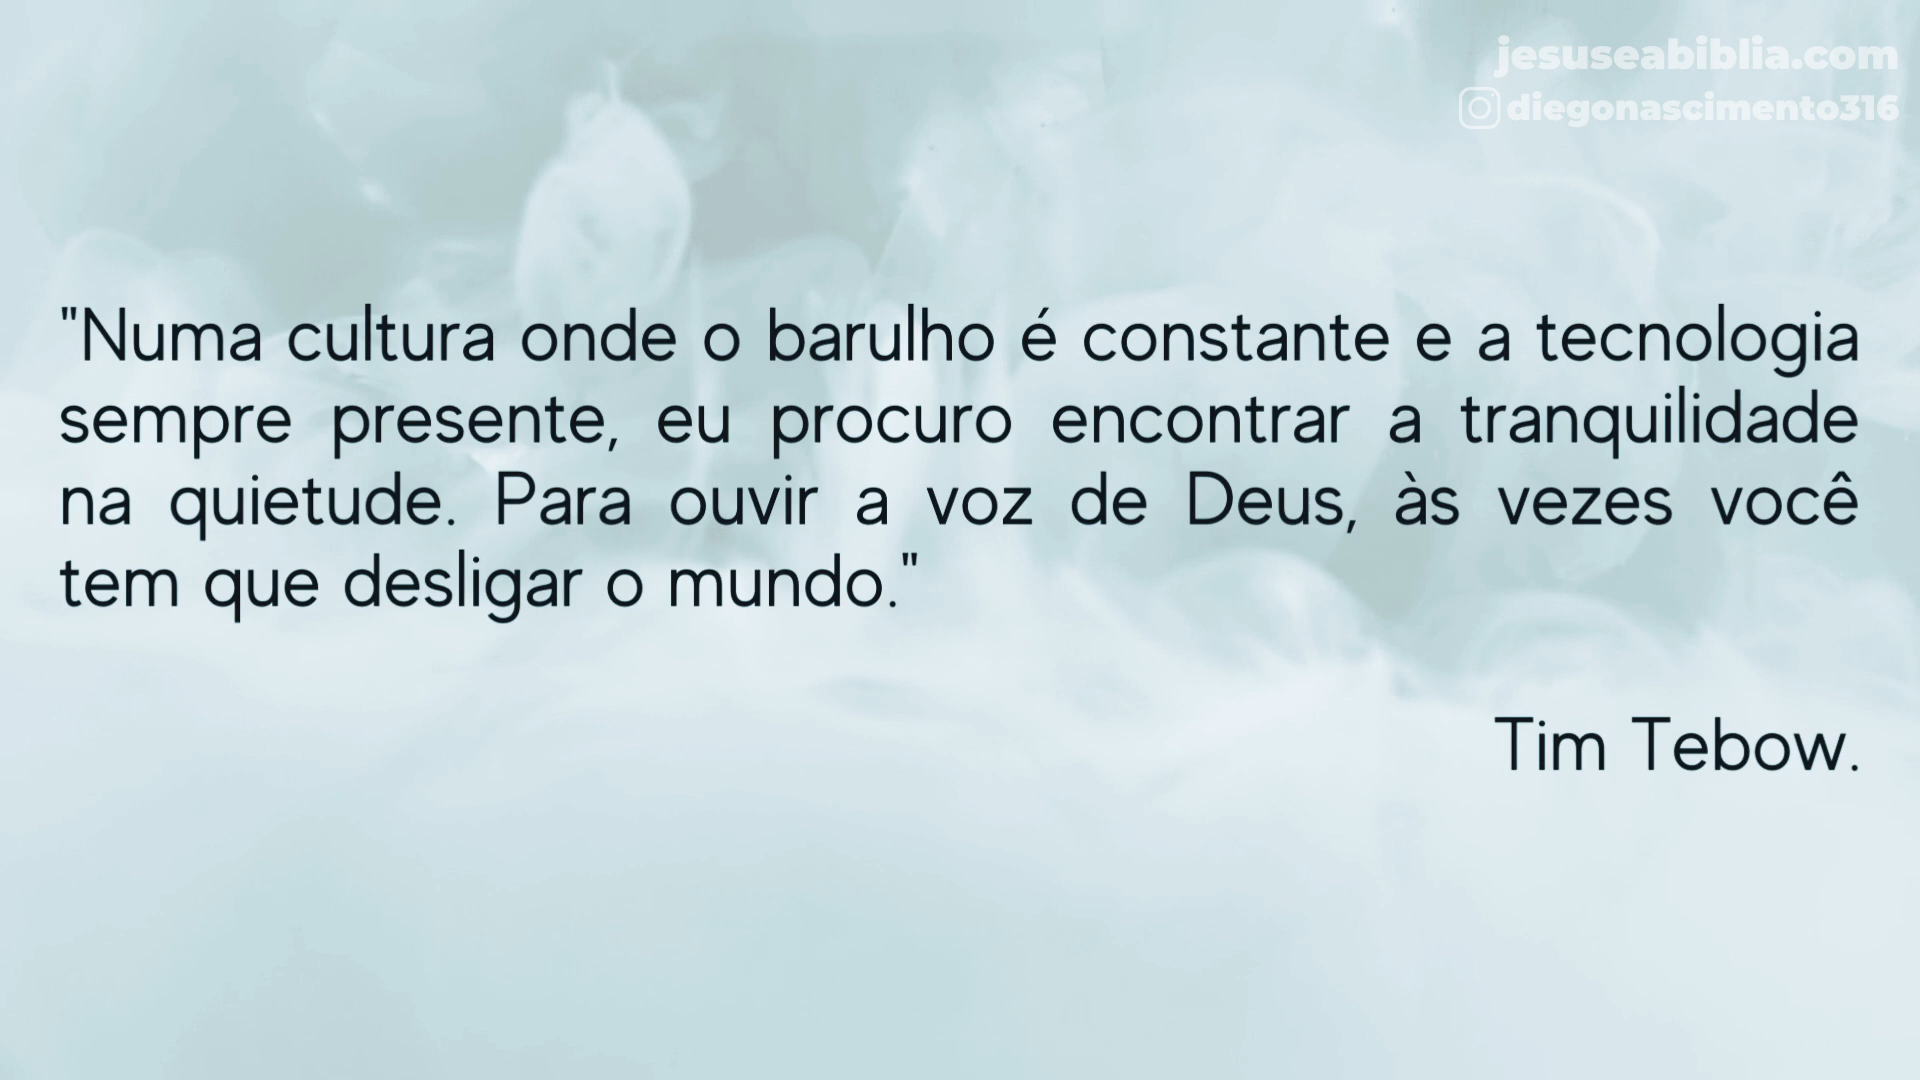 jesuseabiblia.com
diegonascimento316
"Numa cultura onde o barulho é constante e a tecnologia
sempre presente, eu procuro encontrar a tranquilidade
na quietude. Para ouvir a voz de Deus, às vezes você
tem que desligar o mundo."
Tim Tebow.